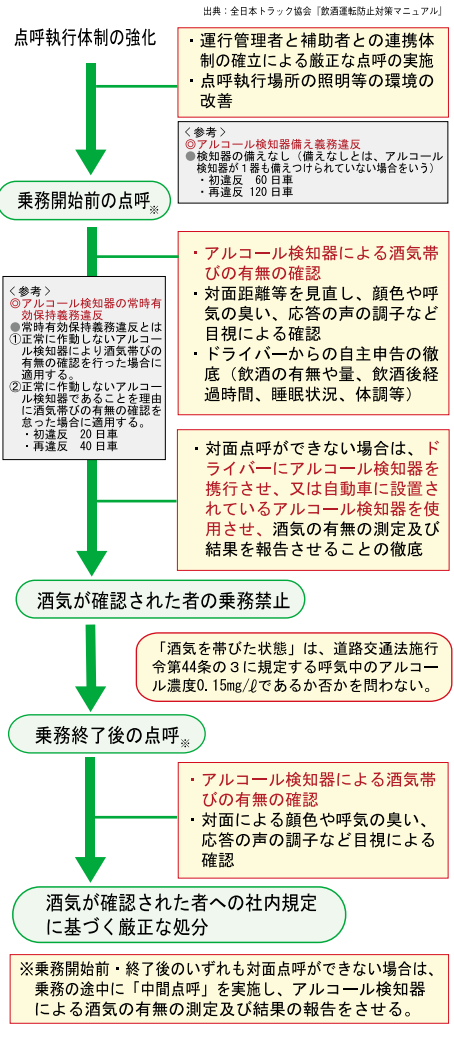 出典：全日本トラック協会『飲酒運転防止対策マニュアル』
点呼執行体制の強化
・運行管理者と補助者との連携体
制の確立による厳正な点呼の実施
・点呼執行場所の照明等の環境の
改善
〈参考〉
◎アルコール検知器備え義務違反
●検知器の備えなし（備えなしとは、アルコール
検知器が１器も備えつけられていない場合をいう）
・初違反　60日車
・再違反　120日車
乗務開始前の点呼※
・アルコール検知器による酒気帯
びの有無の確認
・対面距離等を見直し、顔色や呼
気の臭い、応答の声の調子など
目視による確認
・ドライバーからの自主申告の徹
底（飲酒の有無や量、飲酒後経
過時間、睡眠状況、体調等）
〈参考〉
◎アルコール検知器の常時有
効保持義務違反
●常時有効保持義務違反とは
①正常に作動しないアルコー
ル検知器により酒気帯びの
有無の確認を行った場合に
適用する。
②正常に作動しないアルコー
ル検知器であることを理由
に酒気帯びの有無の確認を
怠った場合に適用する。
・初違反　20日車
・再違反　40日車
・対面点呼ができない場合は、ド
ライバーにアルコール検知器を
携行させ、又は自動車に設置さ
れているアルコール検知器を使
用させ、酒気の有無の測定及び
結果を報告させることの徹底
酒気が確認された者の乗務禁止
「酒気を帯びた状態」は、道路交通法施行
令第44条の３に規定する呼気中のアルコー
ル濃度0.15mg/ℓであるか否かを問わない。
乗務終了後の点呼※
・アルコール検知器による酒気帯
びの有無の確認
・対面による顔色や呼気の臭い、
応答の声の調子など目視による
確認
酒気が確認された者への社内規定
に基づく厳正な処分
※乗務開始前・終了後のいずれも対面点呼ができない場合は、
乗務の途中に「中間点呼」を実施し、アルコール検知器
による酒気の有無の測定及び結果の報告をさせる。